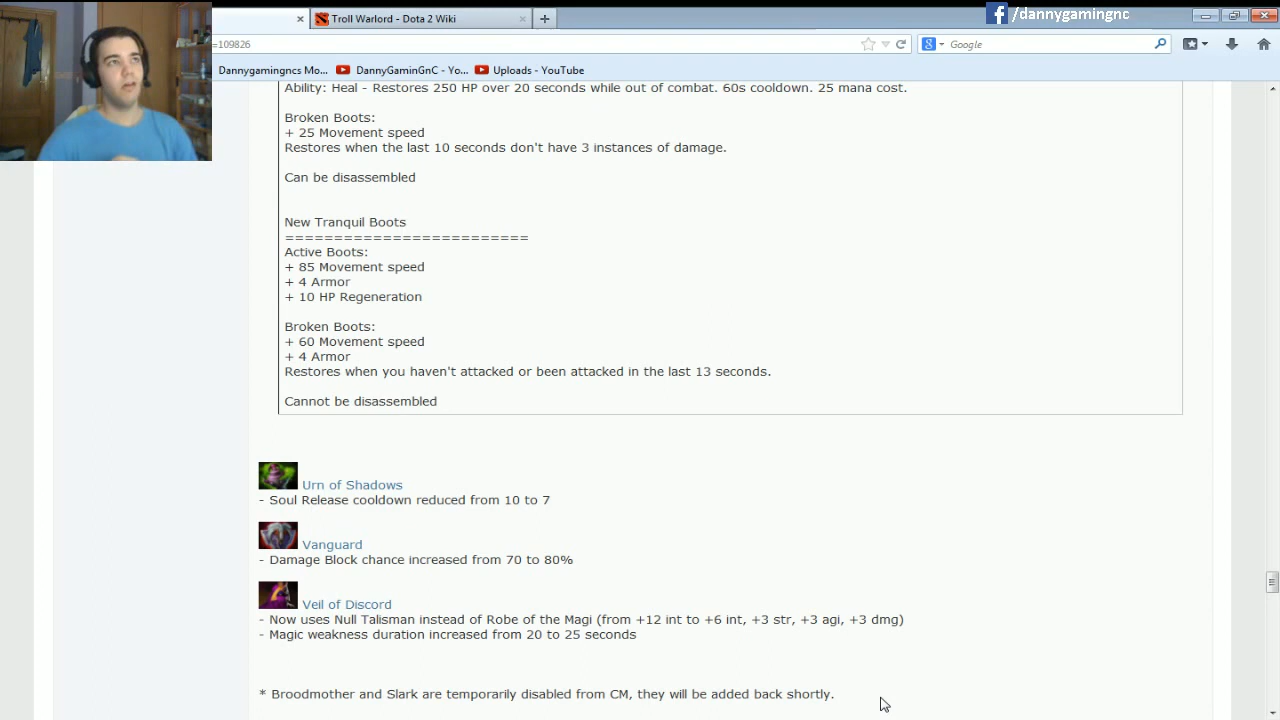 Troll Warlord - Dota 2 Wiki
/dannygamingnc
=109826
Google
Dannygamingncs Mo...
DannyGaminGnC - Yo...
Uploads - YouTube
Ability: Heal - Restores 250 HP over 20 seconds while out of combat. 60s cooldown. 25 mana cost.
Broken Boots:
+ 25 Movement speed
Restores when the last 10 seconds don't have 3 instances of damage.
Can be disassembled
New Tranquil Boots
=========================
Active Boots:
+ 85 Movement speed
+ 4 Armor
+ 10 HP Regeneration
Broken Boots:
+ 60 Movement speed
+ 4 Armor
Restores when you haven't attacked or been attacked in the last 13 seconds.
Cannot be disassembled
Urn of Shadows
- Soul Release cooldown reduced from 10 to 7
Vanguard
- Damage Block chance increased from 70 to 80%
Veil of Discord
- Now uses Null Talisman instead of Robe of the Magi (from +12 int to +6 int, +3 str, +3 agi, +3 dmg)
- Magic weakness duration increased from 20 to 25 seconds
* Broodmother and Slark are temporarily disabled from CM, they will be added back shortly.